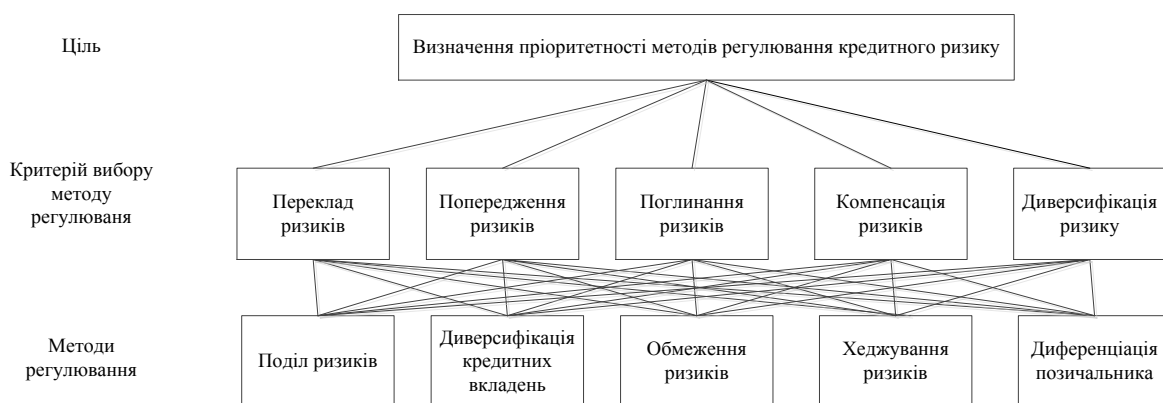 Ціль
Визначення пріоритетності методів регулювання кредитного ризику
Критерій вибору
методу
регулюваня
Переклад
ризиків
Попередження
ризиків
Поглинання
ризиків
Компенсація
ризиків
Диверсифікація
ризику
Методи
регулювання
Поділ ризиків
Диверсифікація
кредитних
вкладень
Обмеження
ризиків
Хеджування
ризиків
Диференціація
позичальника